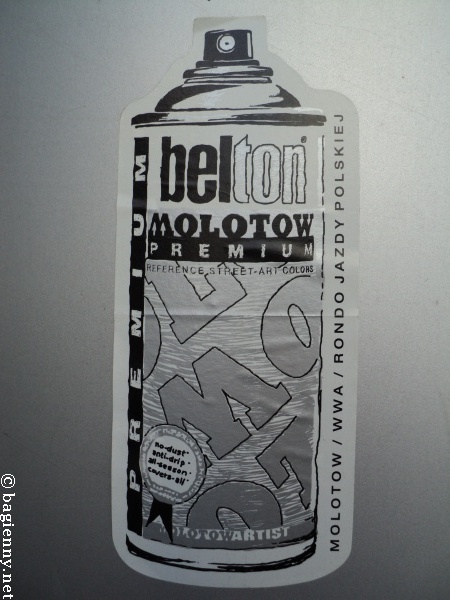 belton®
MOLOTOW
PREMIUM
REFERENCE STREET-ART COLORS
PREMIUM
no-dust
anti-drip
all-season
covers-all
MOLOTOWARTIST
MOLOTOW / WWA / RONDO JAZDY POLSKIEJ
© bagienny.net